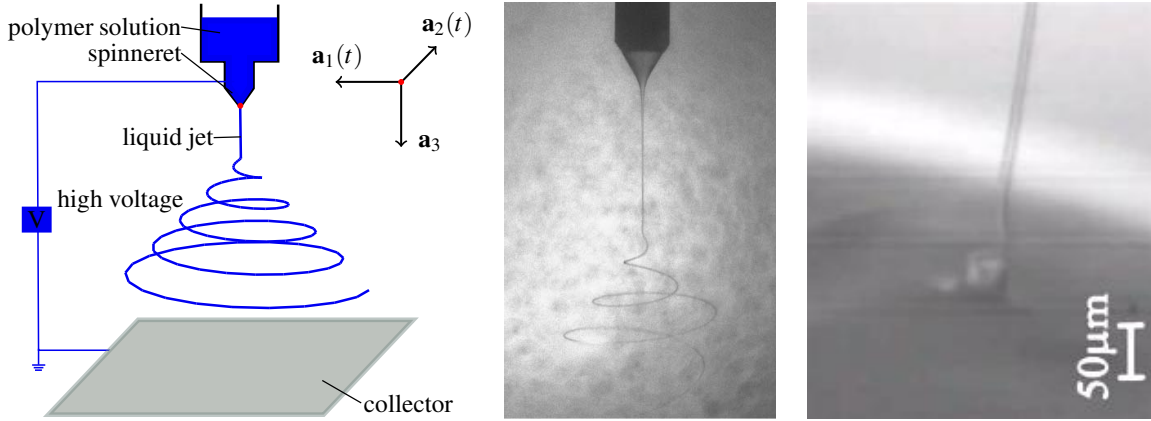 polymer solution
spinneret
a₁(t)
a₂(t)
a₃
liquid jet
high voltage
V
collector
50µm